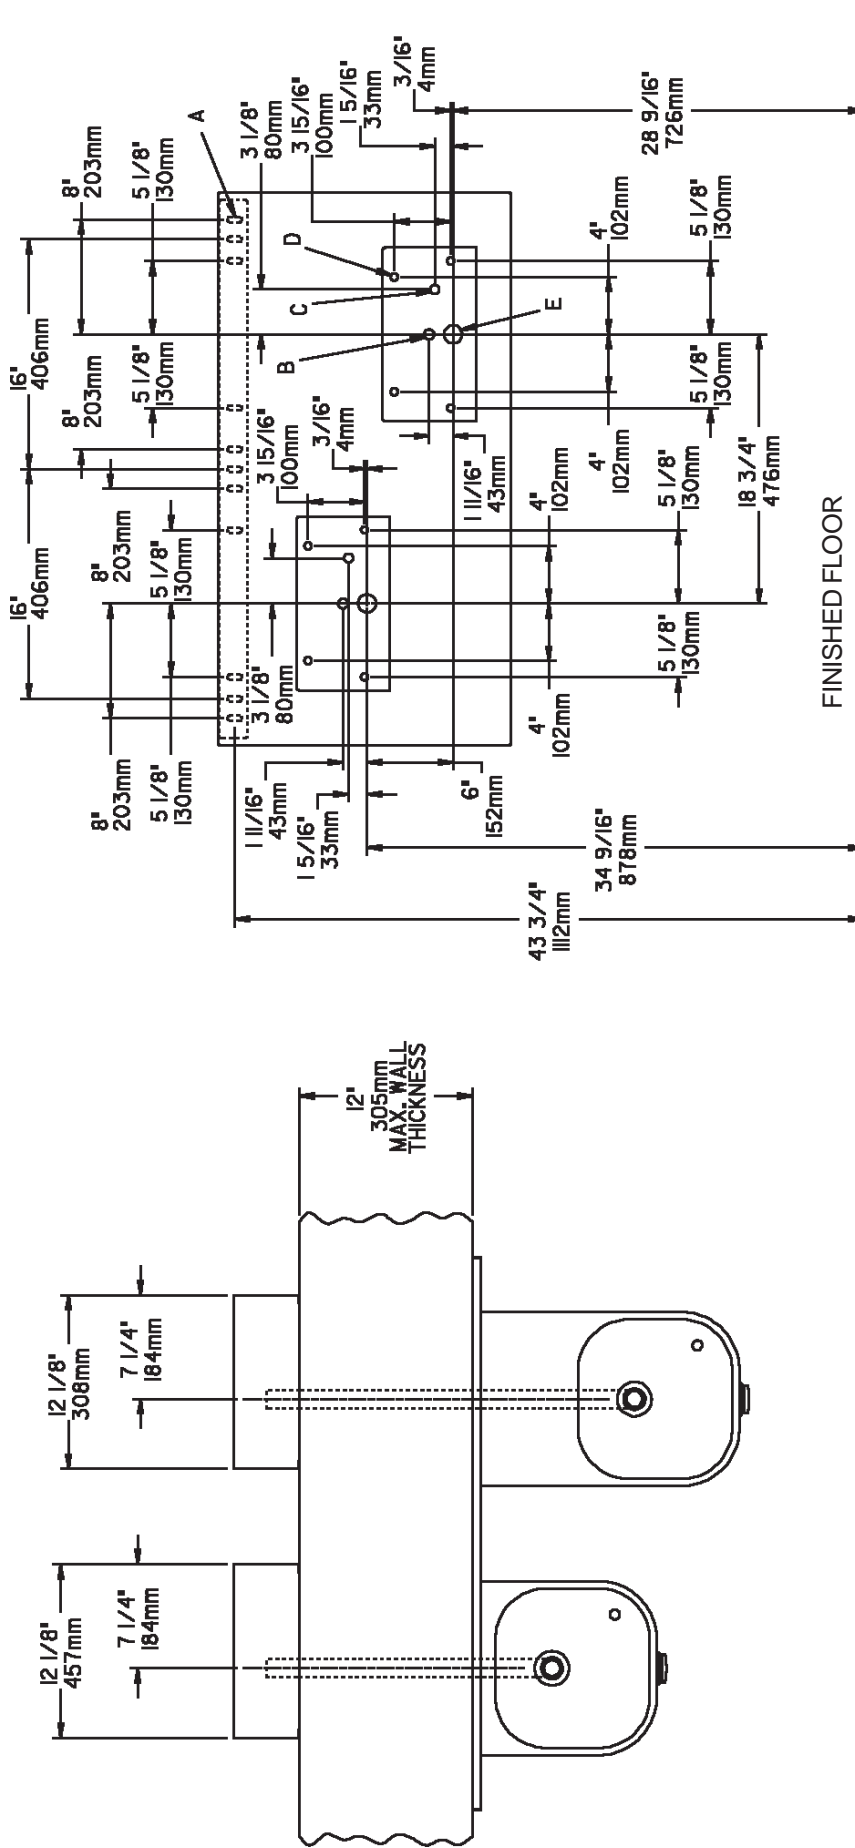 12 1/8"
457mm
7 1/4"
184mm
12 1/8"
308mm
7 1/4"
184mm
12"
305mm
MAX. WALL
THICKNESS
16"
406mm
16"
406mm
8"
203mm
8"
203mm
8"
203mm
8"
203mm
5 1/8"
130mm
5 1/8"
130mm
5 1/8"
130mm
5 1/8"
130mm
A
3 1/8"
80mm
3 15/16"
100mm
3/16"
4mm
3 1/8"
80mm
3 15/16"
100mm
1 5/16"
33mm
3/16"
4mm
B
C
D
E
1 11/16"
43mm
1 5/16"
33mm
6"
152mm
1 11/16"
43mm
4"
102mm
4"
102mm
4"
102mm
4"
102mm
5 1/8"
130mm
5 1/8"
130mm
5 1/8"
130mm
5 1/8"
130mm
43 3/4"
1112mm
34 9/16"
878mm
18 3/4"
476mm
28 9/16"
726mm
FINISHED FLOOR